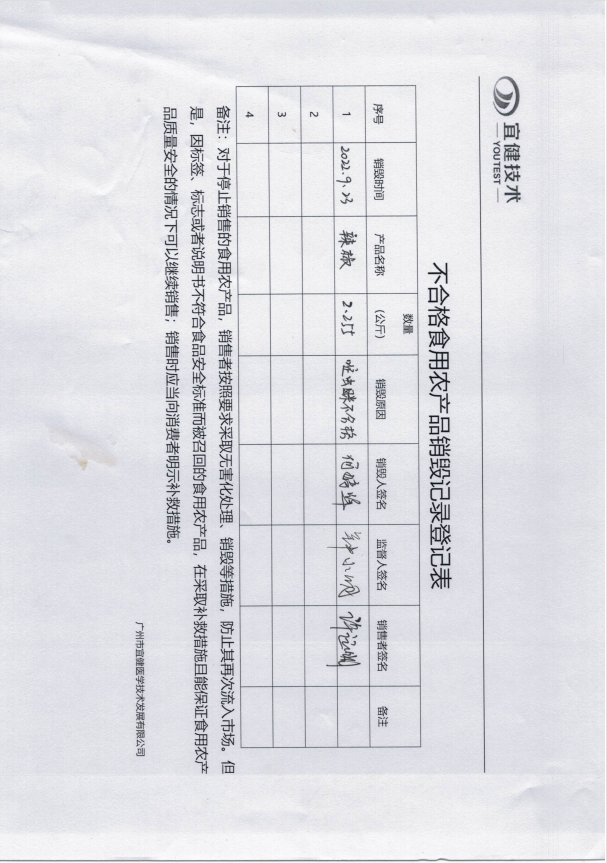 宜健技术
YOUTEST
不合格食用农产品销毁记录登记表
序号 销毁时间 产品名称 数量（公斤） 销毁原因 销毁人签名 监督人签名 销售者签名 备注
1 2022.9.23 辣椒 2.255 啶虫脒不合格
2
3
4
备注：对于停止销售的食用农产品，销售者按照要求采取无害化处理、销毁等措施，防止其再次流入市场。但
是，因标签、标志或者说明书不符合食品安全标准而被召回的食用农产品，在采取补救措施且能保证食用农产
品质量安全的情况下可以继续销售；销售时应当向消费者明示补救措施。
广州市宜健医学技术发展有限公司